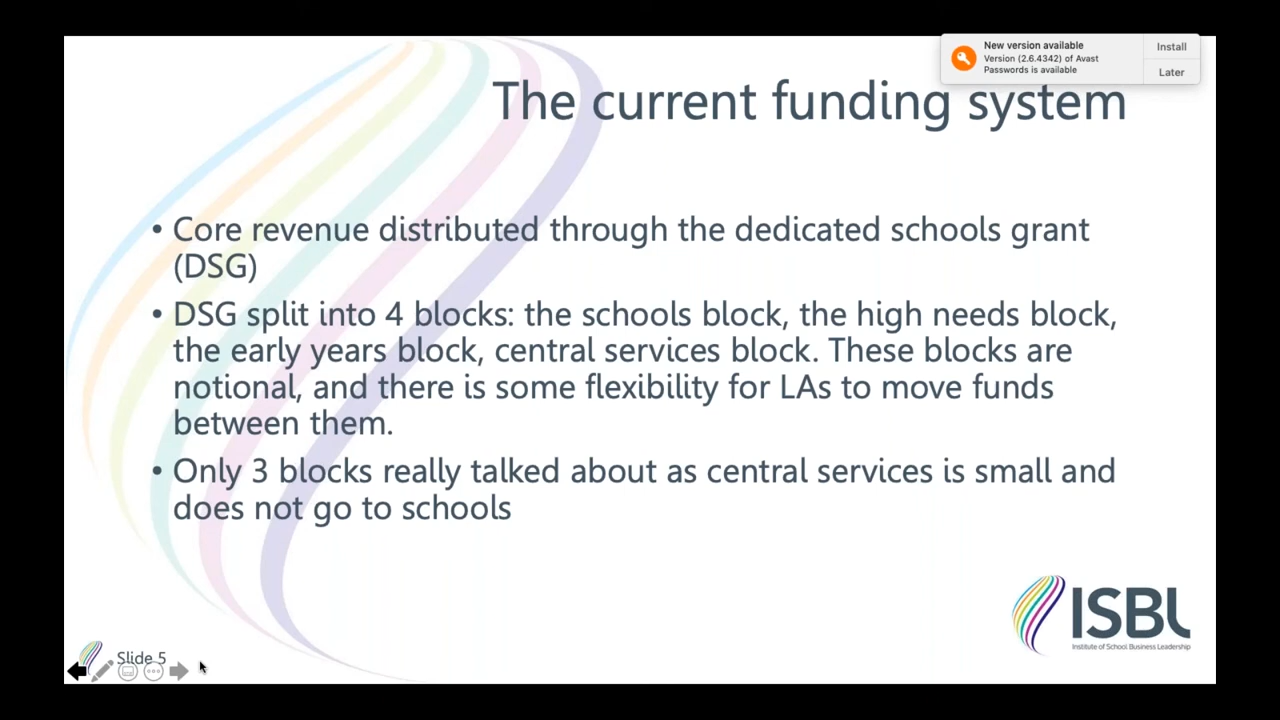 New version available
Version (2.6.4342) of Avast
Passwords is available
Install
Later
The current funding system
• Core revenue distributed through the dedicated schools grant
(DSG)
• DSG split into 4 blocks: the schools block, the high needs block,
the early years block, central services block. These blocks are
notional, and there is some flexibility for LAs to move funds
between them.
• Only 3 blocks really talked about as central services is small and
does not go to schools
ISBL
Institute of School Business Leadership
Slide 5